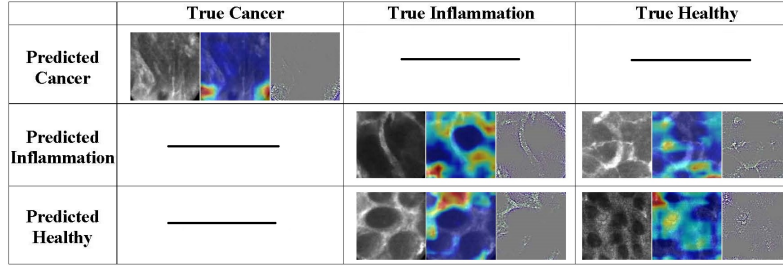 True Cancer
True Inflammation
True Healthy
Predicted
Cancer
Predicted
Inflammation
Predicted
Healthy